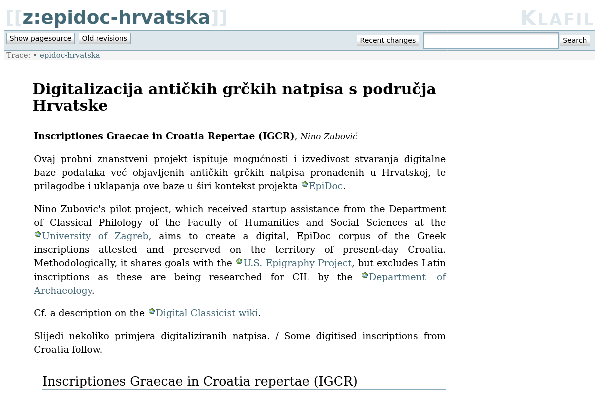 [[z:epidoc-hrvatska]]
KLAFIL
Show pagesource Old revisions Recent changes Search
Trace: • epidoc-hrvatska
Digitalizacija antičkih grčkih natpisa s područja
Hrvatske
Inscriptiones Graecae in Croatia Repertae (IGCR), Nino Zubović
Ovaj probni znanstveni projekt ispituje mogućnosti i izvedivost stvaranja digitalne
baze podataka već objavljenih antičkih grčkih natpisa pronađenih u Hrvatskoj, te
prilagodbe i uklapanja ove baze u širi kontekst projekta EpiDoc.
Nino Zubovic's pilot project, which received startup assistance from the Department
of Classical Philology of the Faculty of Humanities and Social Sciences at the
University of Zagreb, aims to create a digital, EpiDoc corpus of the Greek
inscriptions attested and preserved on the territory of present-day Croatia.
Methodologically, it shares goals with the U.S. Epigraphy Project, but excludes Latin
inscriptions as these are being researched for CIL by the Department of
Archaeology.
Cf. a description on the Digital Classicist wiki.
Slijedi nekoliko primjera digitaliziranih natpisa. / Some digitised inscriptions from
Croatia follow.
Inscriptiones Graecae in Croatia repertae (IGCR)